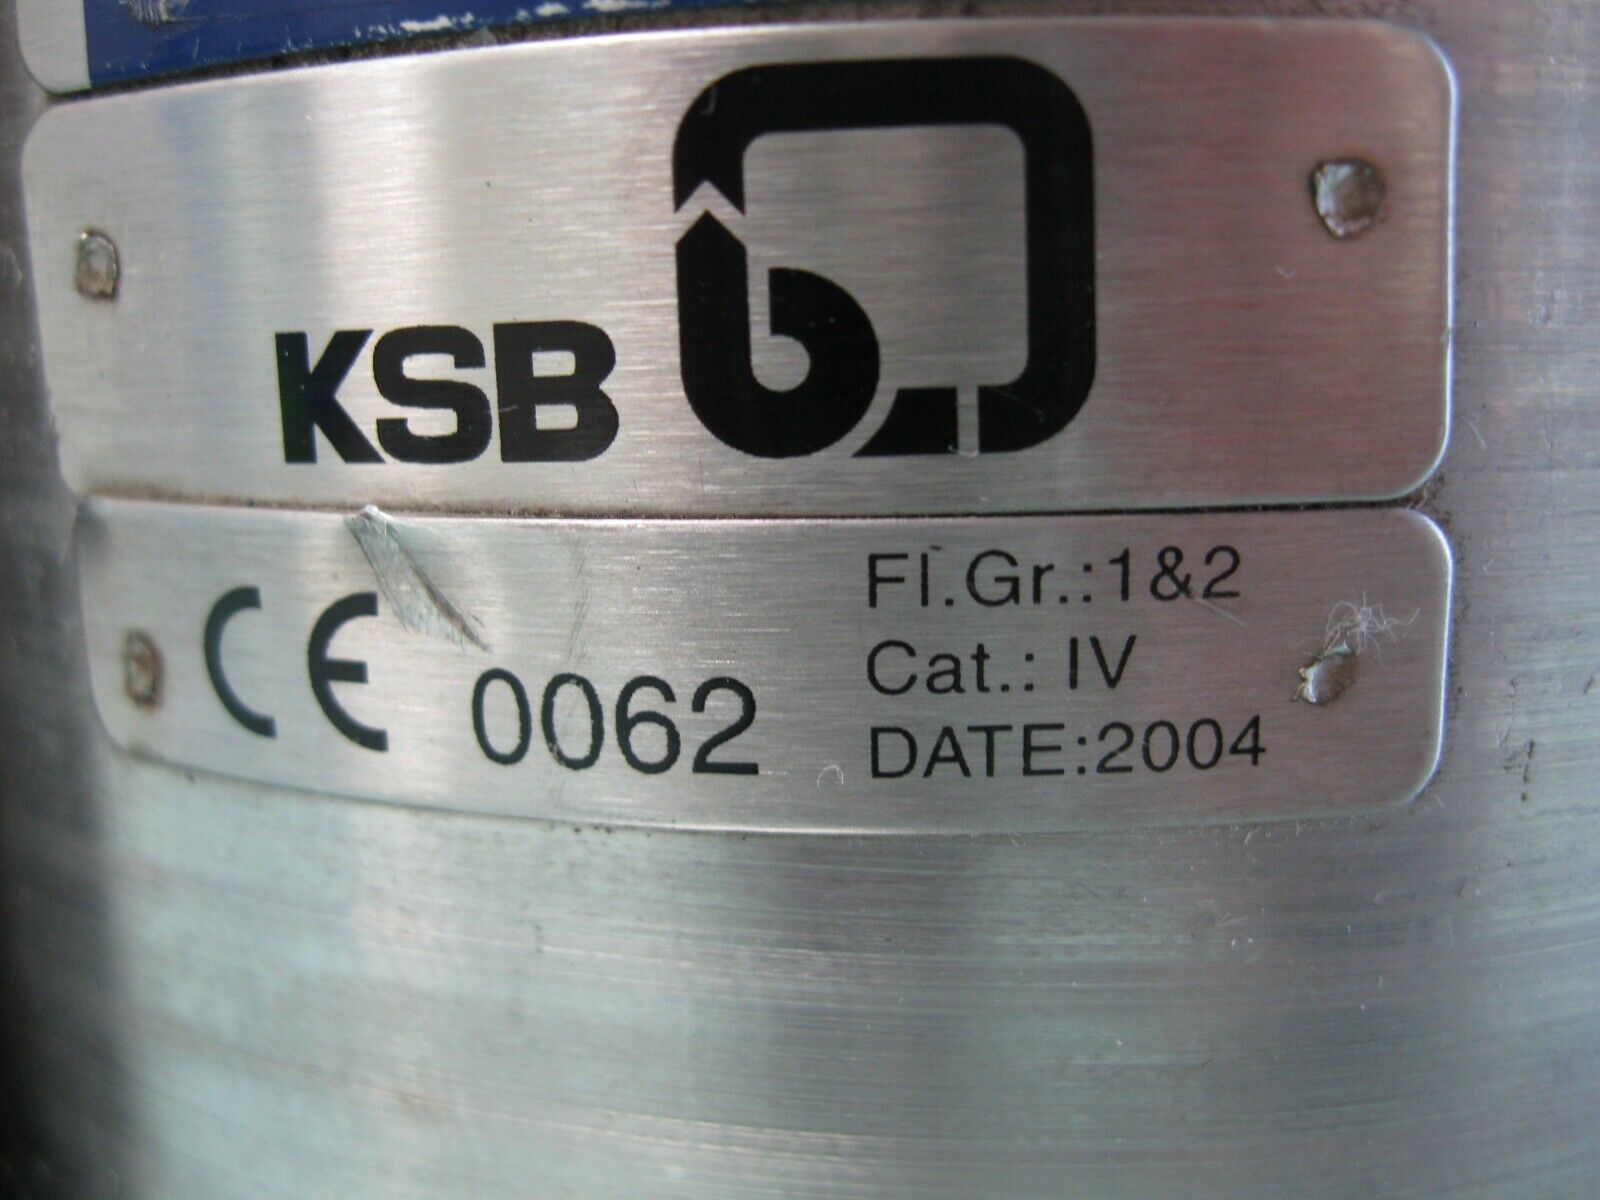 KSB
CE 0062
Fl.Gr.:1&2
Cat.: IV
DATE:2004